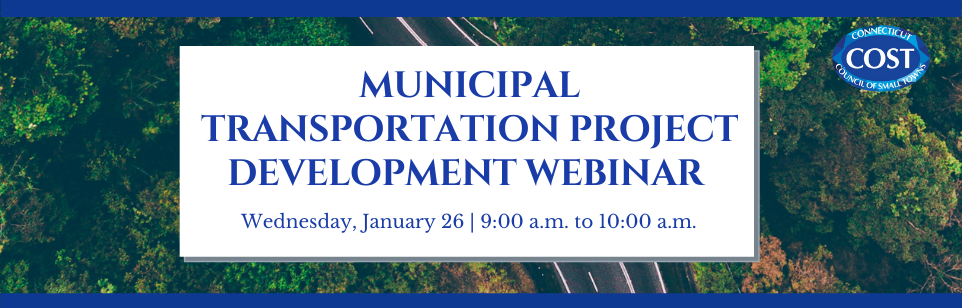 CONNECTICUT
COST
COUNCIL OF SMALL TOWNS
MUNICIPAL
TRANSPORTATION PROJECT
DEVELOPMENT WEBINAR
Wednesday, January 26 | 9:00 a.m. to 10:00 a.m.